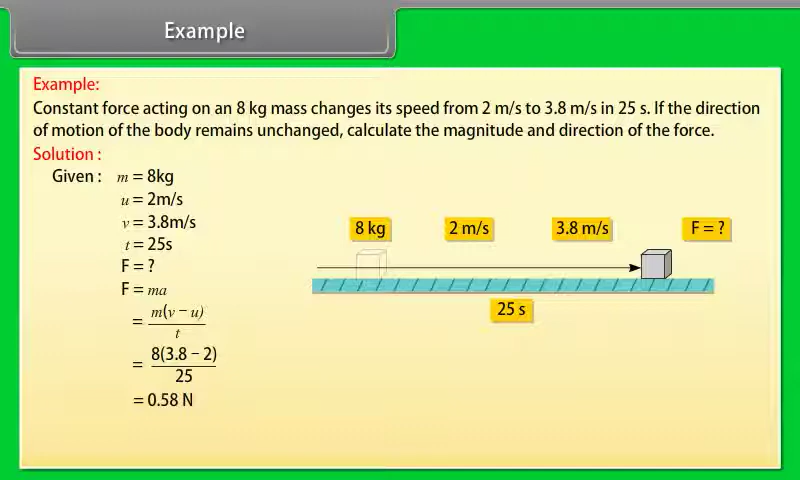 Example
Example:
Constant force acting on an 8 kg mass changes its speed from 2 m/s to 3.8 m/s in 25 s. If the direction
of motion of the body remains unchanged, calculate the magnitude and direction of the force.
Solution :
Given : m = 8kg
u = 2m/s
v = 3.8m/s
t = 25s
F = ?
F = ma
= m(v − u)
t
= 8(3.8 − 2)
25
= 0.58 N
8 kg 2 m/s 3.8 m/s F = ?
25 s